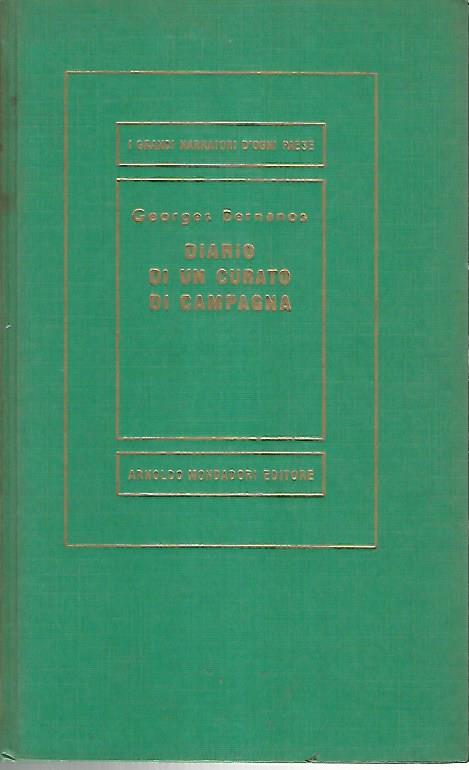 I GRANDI NARRATORI D'OGNI PAESE
Georges Bernanos
DIARIO
DI UN CURATO
DI CAMPAGNA
ARNOLDO MONDADORI EDITORE